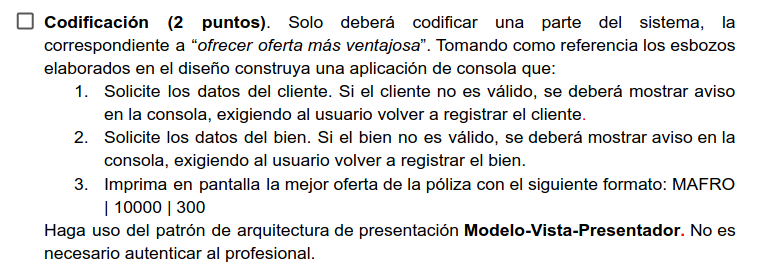 Codificación (2 puntos). Solo deberá codificar una parte del sistema, la
correspondiente a “ofrecer oferta más ventajosa”. Tomando como referencia los esbozos
elaborados en el diseño construya una aplicación de consola que:
1. Solicite los datos del cliente. Si el cliente no es válido, se deberá mostrar aviso
en la consola, exigiendo al usuario volver a registrar el cliente.
2. Solicite los datos del bien. Si el bien no es válido, se deberá mostrar aviso en la
consola, exigiendo al usuario volver a registrar el bien.
3. Imprima en pantalla la mejor oferta de la póliza con el siguiente formato: MAFRO
| 10000 | 300
Haga uso del patrón de arquitectura de presentación Modelo-Vista-Presentador. No es
necesario autenticar al profesional.